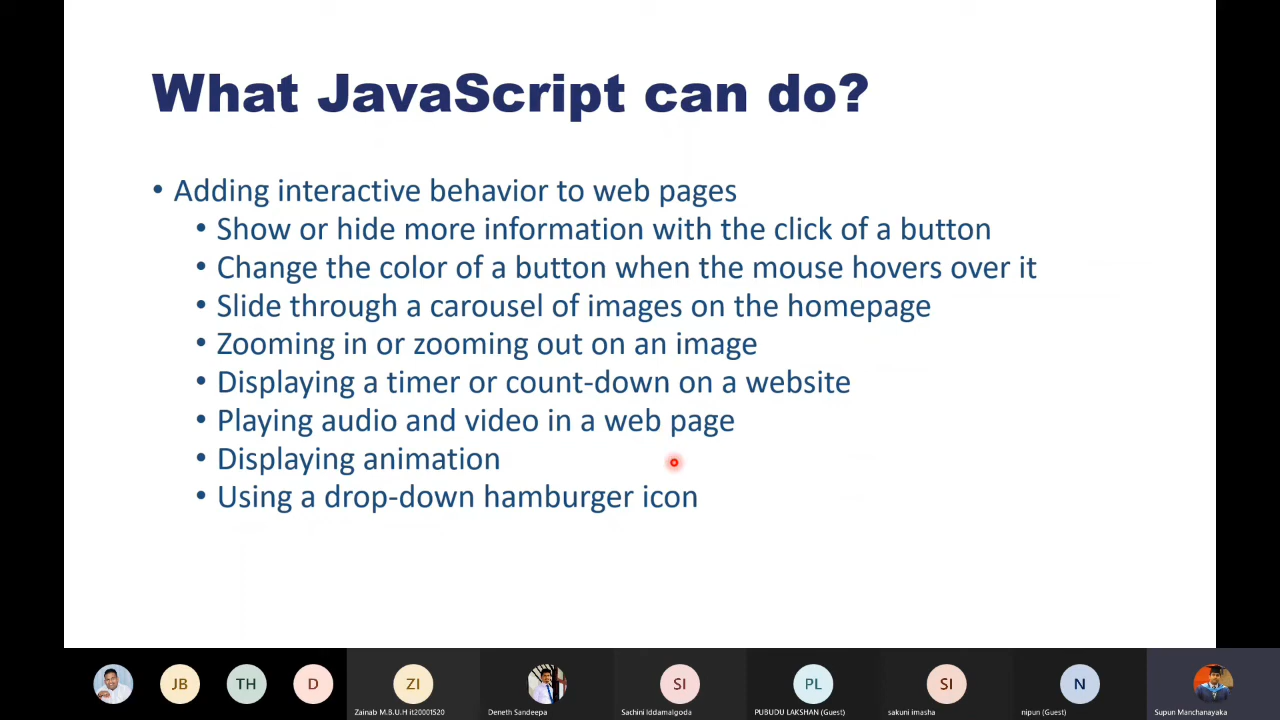 What JavaScript can do?
• Adding interactive behavior to web pages
• Show or hide more information with the click of a button
• Change the color of a button when the mouse hovers over it
• Slide through a carousel of images on the homepage
• Zooming in or zooming out on an image
• Displaying a timer or count-down on a website
• Playing audio and video in a web page
• Displaying animation
• Using a drop-down hamburger icon
JB TH D ZI SI PL SI N
Zainab M.B.U.H it20001520 Deneth Sandeepa Sachini Iddamalgoda PUBUDU LAKSHAN (Guest) sakuni imasha nipun (Guest) Supun Manchanayaka